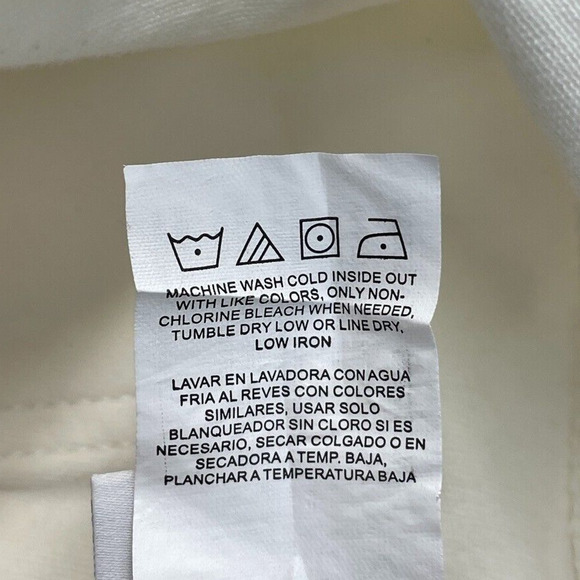 MACHINE WASH COLD INSIDE OUT
WITH LIKE COLORS, ONLY NON-
CHLORINE BLEACH WHEN NEEDED,
TUMBLE DRY LOW OR LINE DRY,
LOW IRON
LAVAR EN LAVADORA CON AGUA
FRIA AL REVES CON COLORES
SIMILARES, USAR SOLO
BLANQUEADOR SIN CLORO SI ES
NECESARIO, SECAR COLGADO O EN
SECADORA A TEMP. BAJA,
PLANCHAR A TEMPERATURA BAJA